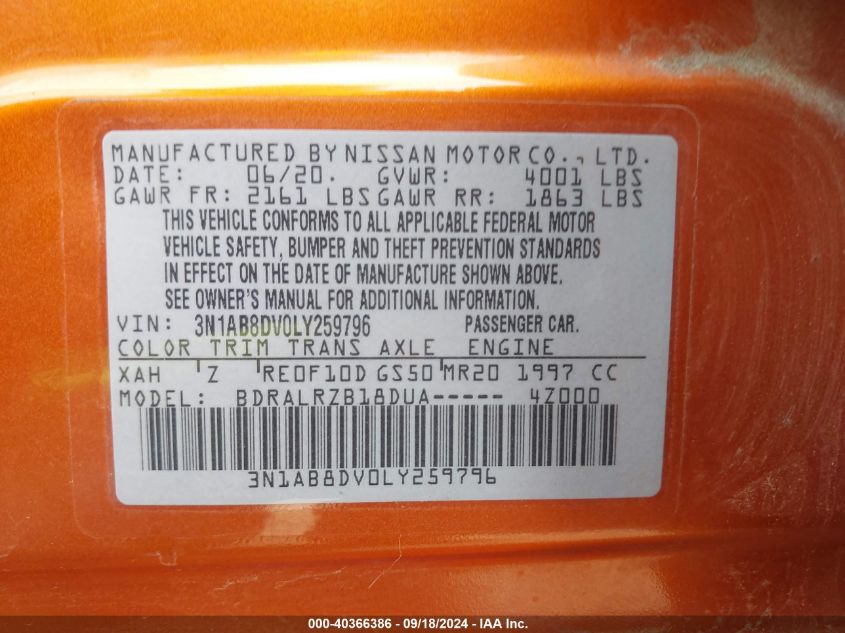 MANUFACTURED BY NISSAN MOTOR CO., LTD.
DATE: 06/20. GVWR: 4001 LBS
GAWR FR: 2161 LBS GAWR RR: 1863 LBS
THIS VEHICLE CONFORMS TO ALL APPLICABLE FEDERAL MOTOR
VEHICLE SAFETY, BUMPER AND THEFT PREVENTION STANDARDS
IN EFFECT ON THE DATE OF MANUFACTURE SHOWN ABOVE.
SEE OWNER'S MANUAL FOR ADDITIONAL INFORMATION.
VIN: 3N1AB8DV0LY259796 PASSENGER CAR.
COLOR TRIM TRANS AXLE ENGINE
XAH Z RE0F10D GS50 MR20 1997 CC
MODEL: BDRALRZB18DUA----- 4Z000
3N1AB8DV0LY259796
000-40366386 - 09/18/2024 - IAA Inc.